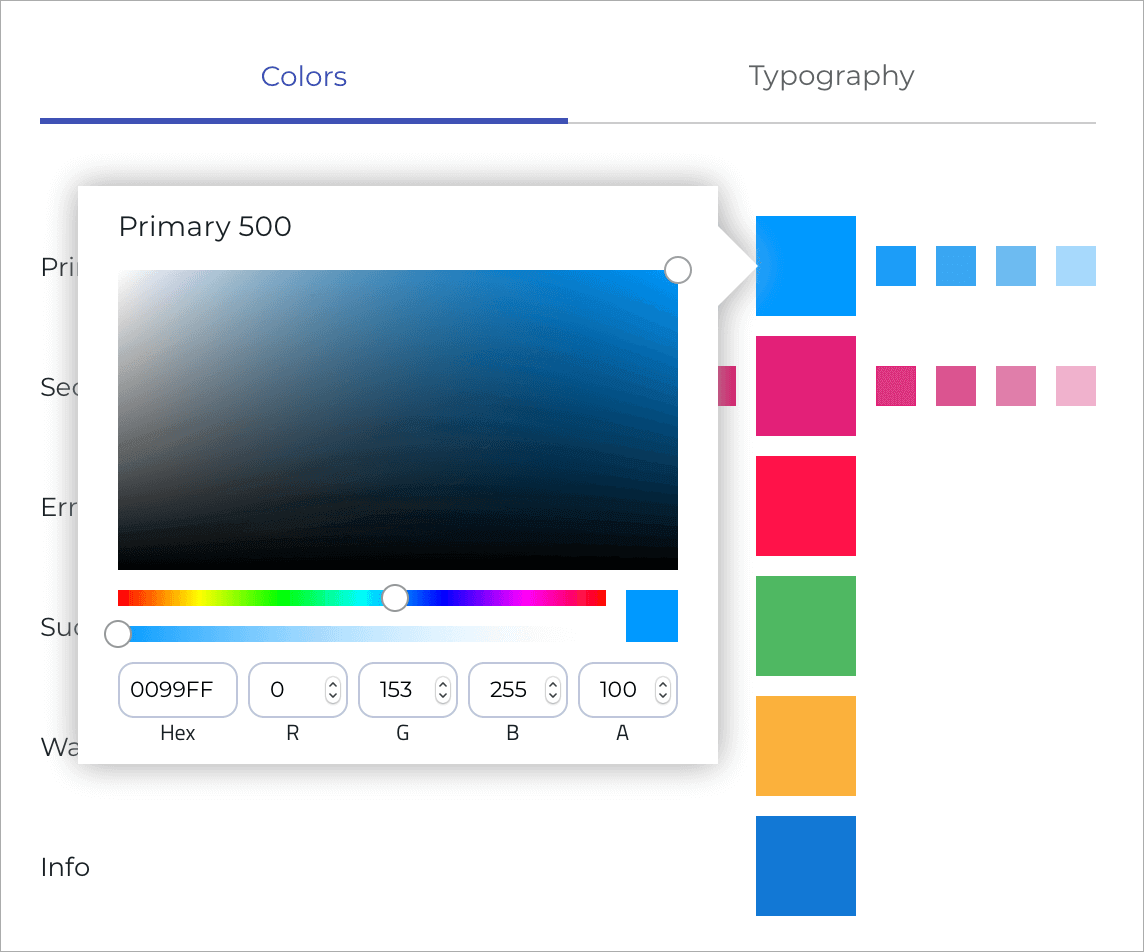 Colors
Typography
Primary 500
Pri
Sec
Err
Suc
Wa
0099FF
0
153
255
100
Hex
R
G
B
A
Info